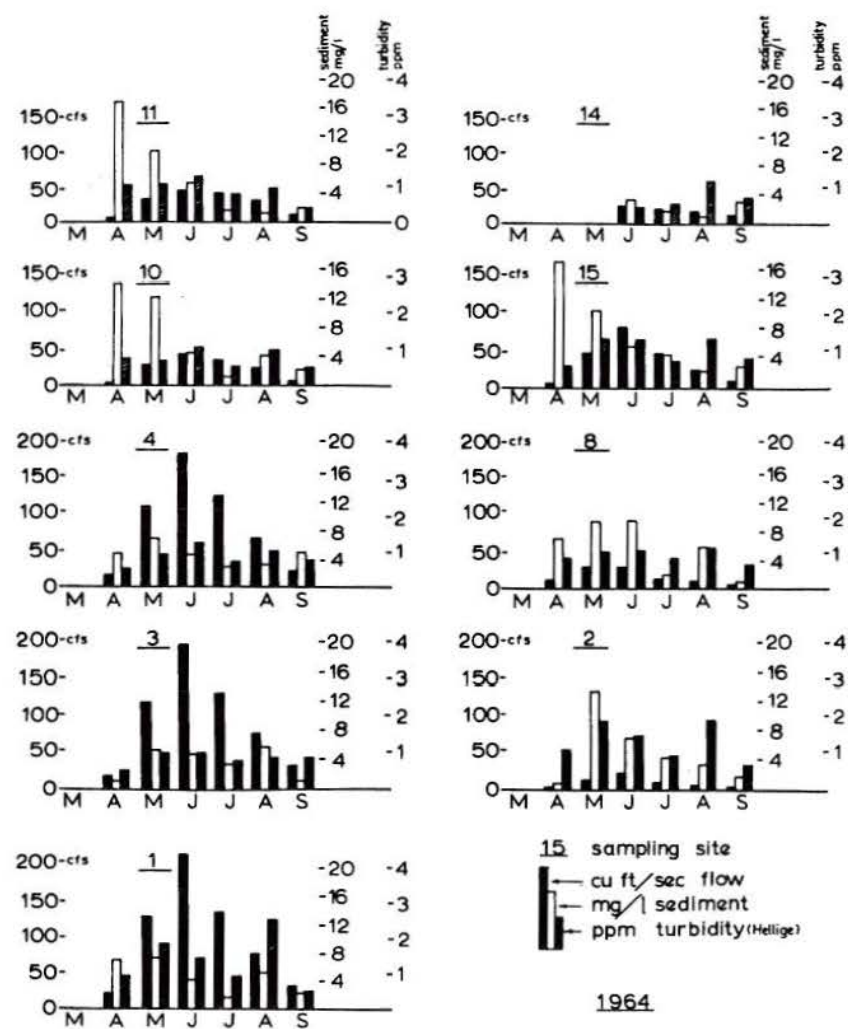 sediment mg/l turbidity ppm
-20 -4
150-cfs 11 -16 -3
-12
100- -2
-8
50- -4 -1
0 0
M A M J J A S
sediment mg/l turbidity ppm
-20 -4
150-cfs 14 -16 -3
-12
100- -2
-8
50- -4 -1
0
M A M J J A S
150-cfs 10 -16 -3
100- -12 -2
-8
50- -4 -1
0
M A M J J A S
150-cfs 15 -16 -3
100- -12 -2
-8
50- -4 -1
0
M A M J J A S
200-cfs 4 -20 -4
150- -16 -3
100- -12 -2
-8
50- -4 -1
0
M A M J J A S
200-cfs 8 -20 -4
150- -16 -3
100- -12 -2
-8
50- -4 -1
0
M A M J J A S
200-cfs 3 -20 -4
150- -16 -3
100- -12 -2
-8
50- -4 -1
0
M A M J J A S
200-cfs 2 -20 -4
150- -16 -3
100- -12 -2
-8
50- -4 -1
0
M A M J J A S
200-cfs 1 -20 -4
150- -16 -3
100- -12 -2
-8
50- -4 -1
0
M A M J J A S
15 sampling site
cu ft/sec flow
mg/l sediment
ppm turbidity (Hellige)
1964